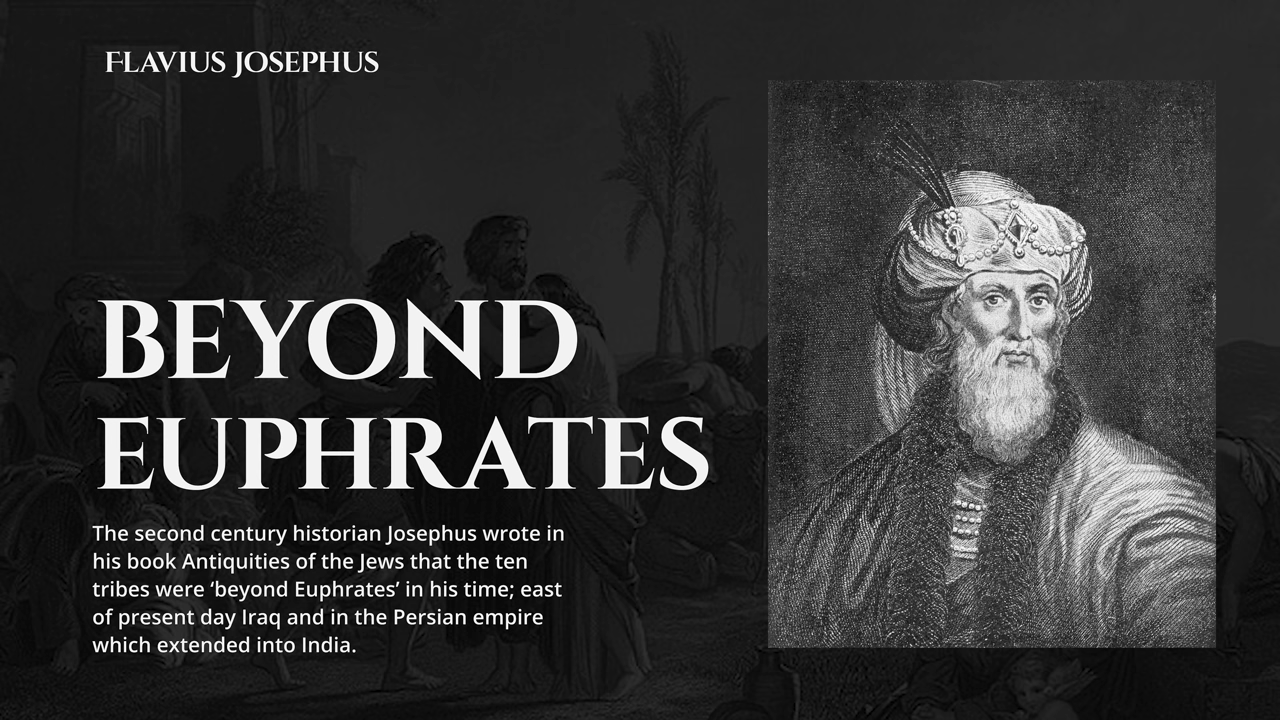 FLAVIUS JOSEPHUS
BEYOND
EUPHRATES
The second century historian Josephus wrote in
his book Antiquities of the Jews that the ten
tribes were ‘beyond Euphrates’ in his time; east
of present day Iraq and in the Persian empire
which extended into India.